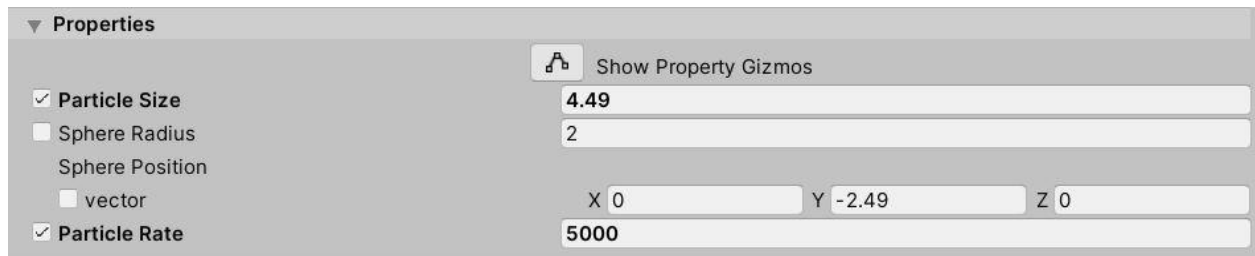 Properties
Show Property Gizmos
Particle Size 4.49
Sphere Radius 2
Sphere Position
vector X 0 Y -2.49 Z 0
Particle Rate 5000